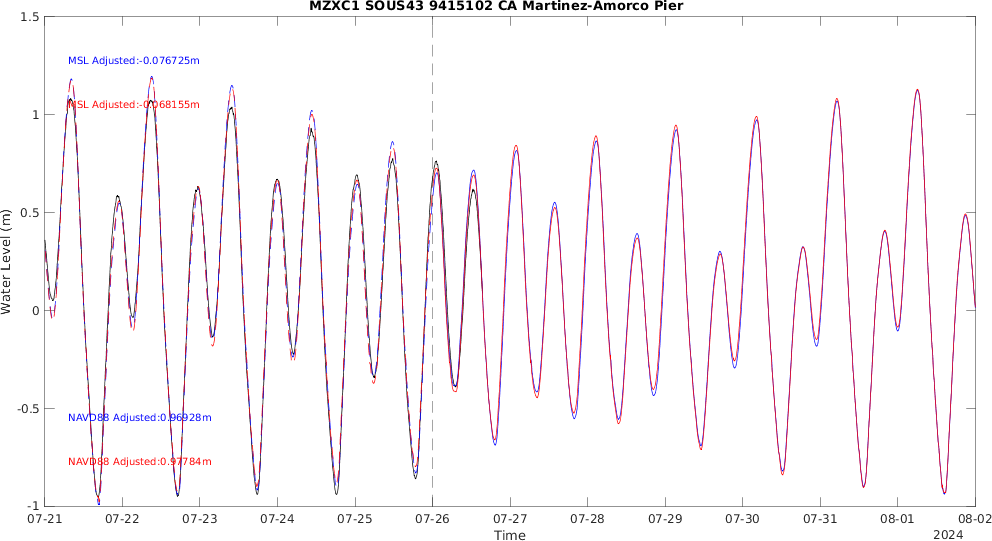 MZXC1 SOUS43 9415102 CA Martinez-Amorco Pier
1.5
1
0.5
0
-0.5
-1
Water Level (m)
MSL Adjusted:-0.076725m
MSL Adjusted:-0.068155m
NAVD88 Adjusted:0.96928m
NAVD88 Adjusted:0.97784m
07-21
07-22
07-23
07-24
07-25
07-26
07-27
07-28
07-29
07-30
07-31
08-01
08-02
Time
2024